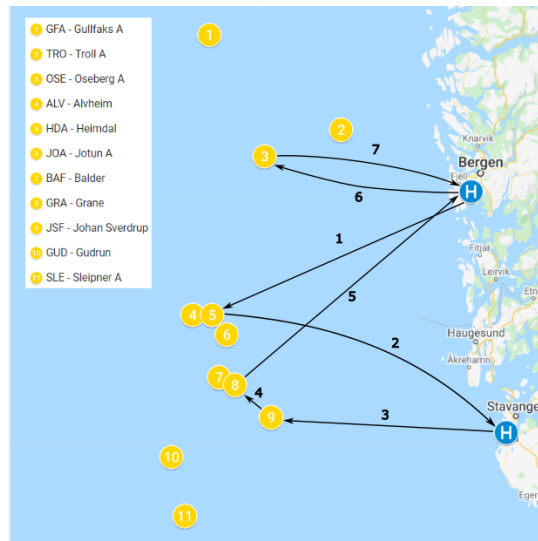 1 GFA - Gullfaks A
2 TRO - Troll A
3 OSE - Oseberg A
4 ALV - Alvheim
5 HDA - Heimdal
6 JOA - Jotun A
7 BAF - Balder
8 GRA - Grane
9 JSF - Johan Sverdrup
10 GUD - Gudrun
11 SLE - Sleipner A
1
2
Knarvik
7
3
Bergen
Fjell
H
6
1
Fitjar
5
Leirvik
4
5
Etn
6
2
Haugesund
Åkrehamn
7
8
4
3
Stavange
9
H
10
Eger
11